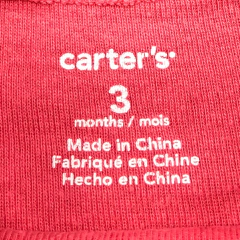 carter's
3
months / mois
Made in China
Fabriqué en Chine
Hecho en China